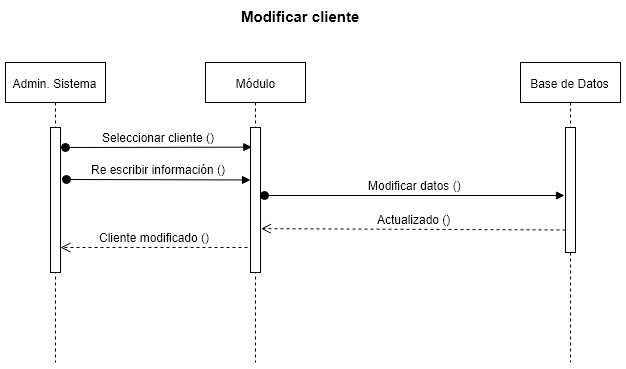 Modificar cliente
Admin. Sistema
Módulo
Base de Datos
Seleccionar cliente ()
Re escribir información ()
Modificar datos ()
Actualizado ()
Cliente modificado ()